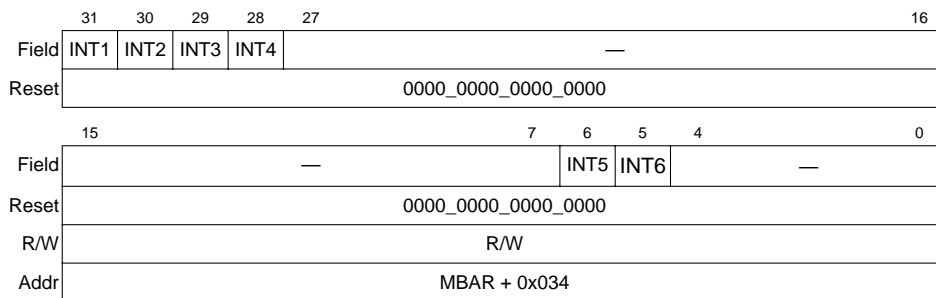 31 30 29 28 27 16
Field INT1 INT2 INT3 INT4 —
Reset 0000_0000_0000_0000
15 7 6 5 4 0
Field — INT5 INT6 —
Reset 0000_0000_0000_0000
R/W R/W
Addr MBAR + 0x034